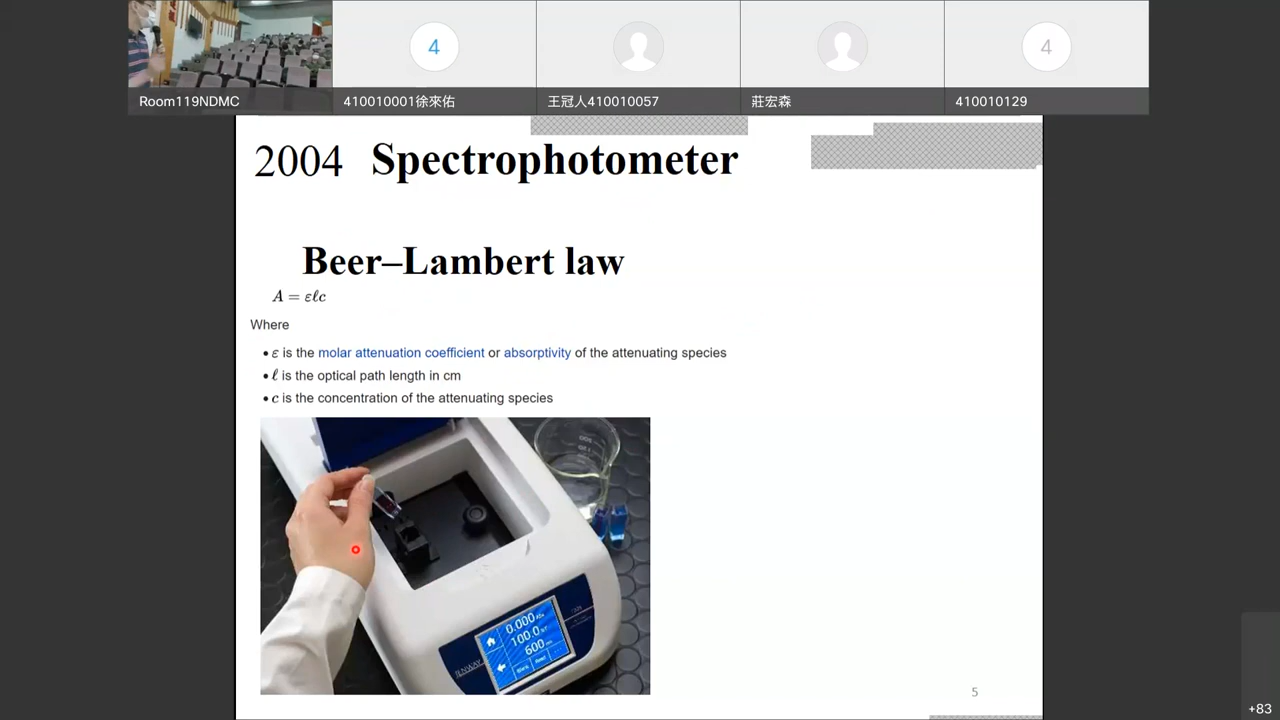 4
4
Room119NDMC
410010001徐來佑
王冠人410010057
莊宏森
410010129
2004 Spectrophotometer
Beer–Lambert law
A = εℓc
Where
• ε is the molar attenuation coefficient or absorptivity of the attenuating species
• ℓ is the optical path length in cm
• c is the concentration of the attenuating species
0.000
100.0
600
JENWAY
5
+83